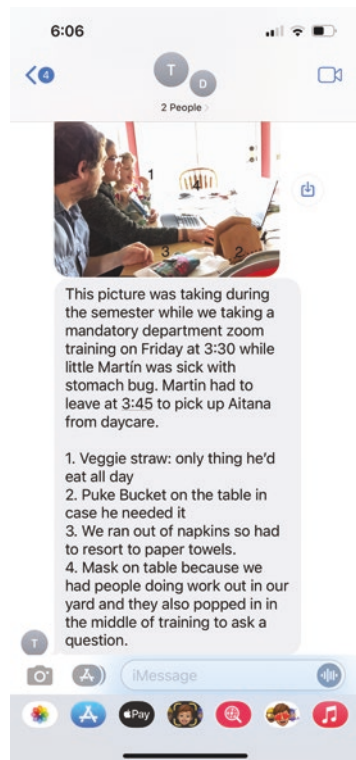 6:06
4
T
D
2 People
1
4
3
2
This picture was taking during
the semester while we taking a
mandatory department zoom
training on Friday at 3:30 while
little Martín was sick with
stomach bug. Martin had to
leave at 3:45 to pick up Aitana
from daycare.
1. Veggie straw: only thing he'd
eat all day
2. Puke Bucket on the table in
case he needed it
3. We ran out of napkins so had
to resort to paper towels.
4. Mask on table because we
had people doing work out in our
yard and they also popped in in
the middle of training to ask a
question.
T
iMessage
Pay